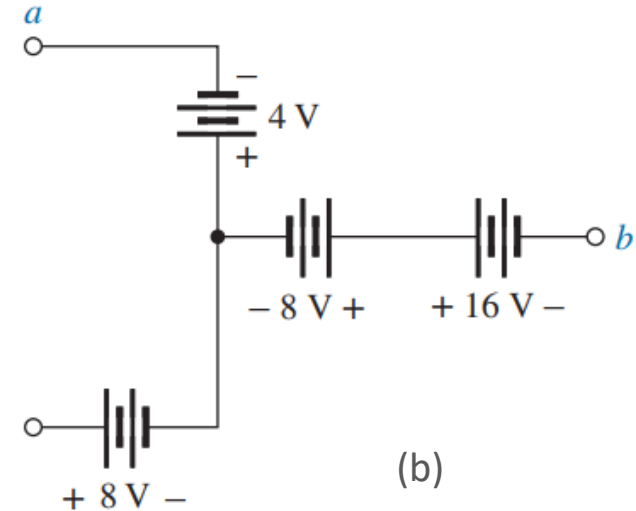 a
−
4 V
+
b
− 8 V +
+ 16 V −
+ 8 V −
(b)